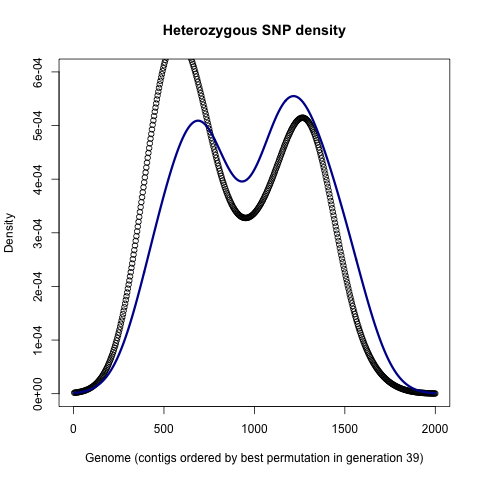 Heterozygous SNP density
6e-04
5e-04
4e-04
3e-04
2e-04
1e-04
0e+00
Density
0 500 1000 1500 2000
Genome (contigs ordered by best permutation in generation 39)